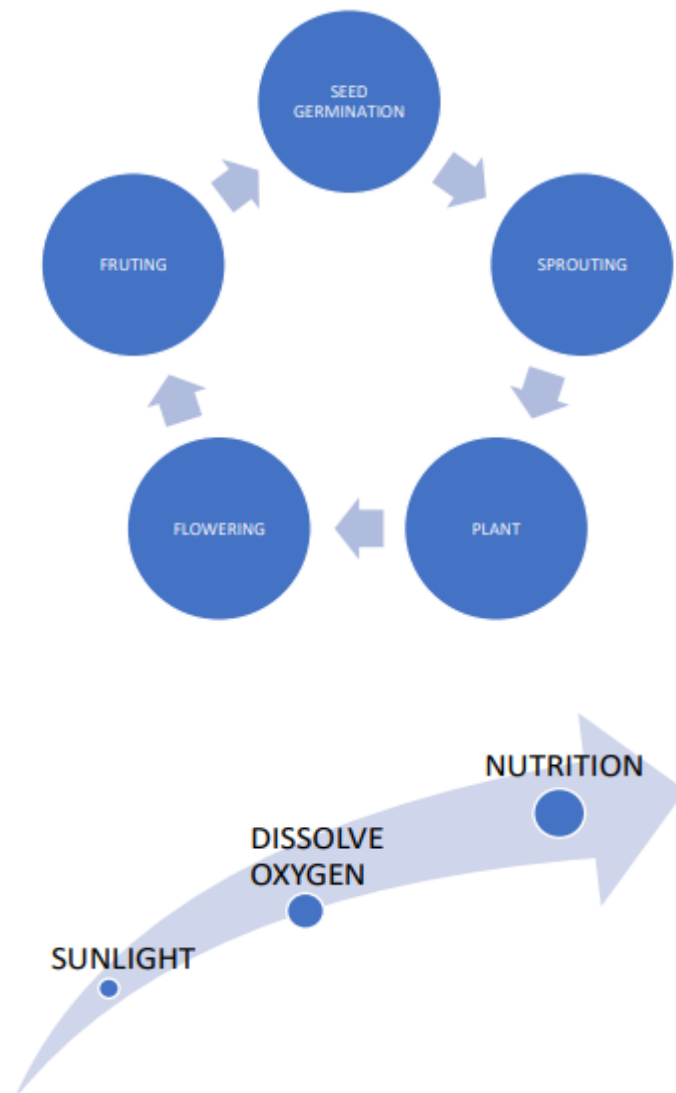 SEED
GERMINATION
SPROUTING
PLANT
FLOWERING
FRUTING
NUTRITION
DISSOLVE
OXYGEN
SUNLIGHT